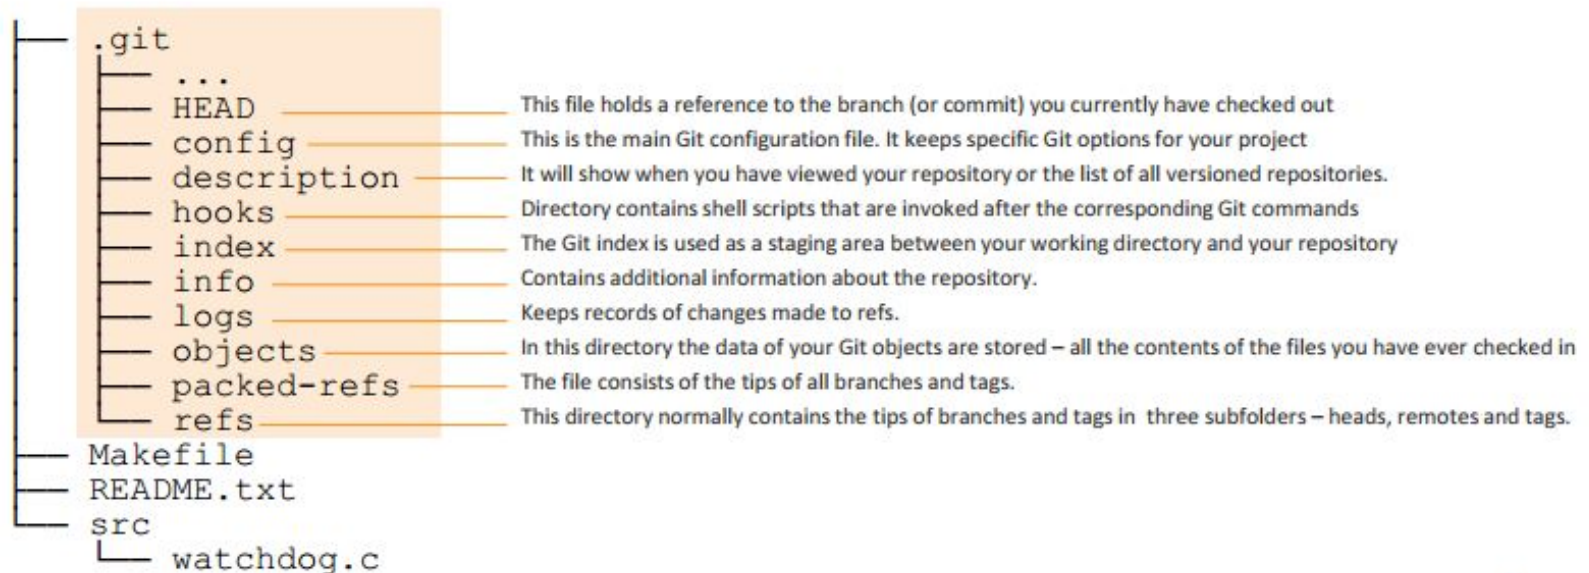 .git
...
HEAD This file holds a reference to the branch (or commit) you currently have checked out
config This is the main Git configuration file. It keeps specific Git options for your project
description It will show when you have viewed your repository or the list of all versioned repositories.
hooks Directory contains shell scripts that are invoked after the corresponding Git commands
index The Git index is used as a staging area between your working directory and your repository
info Contains additional information about the repository.
logs Keeps records of changes made to refs.
objects In this directory the data of your Git objects are stored – all the contents of the files you have ever checked in
packed-refs The file consists of the tips of all branches and tags.
refs This directory normally contains the tips of branches and tags in three subfolders – heads, remotes and tags.
Makefile
README.txt
src
watchdog.c